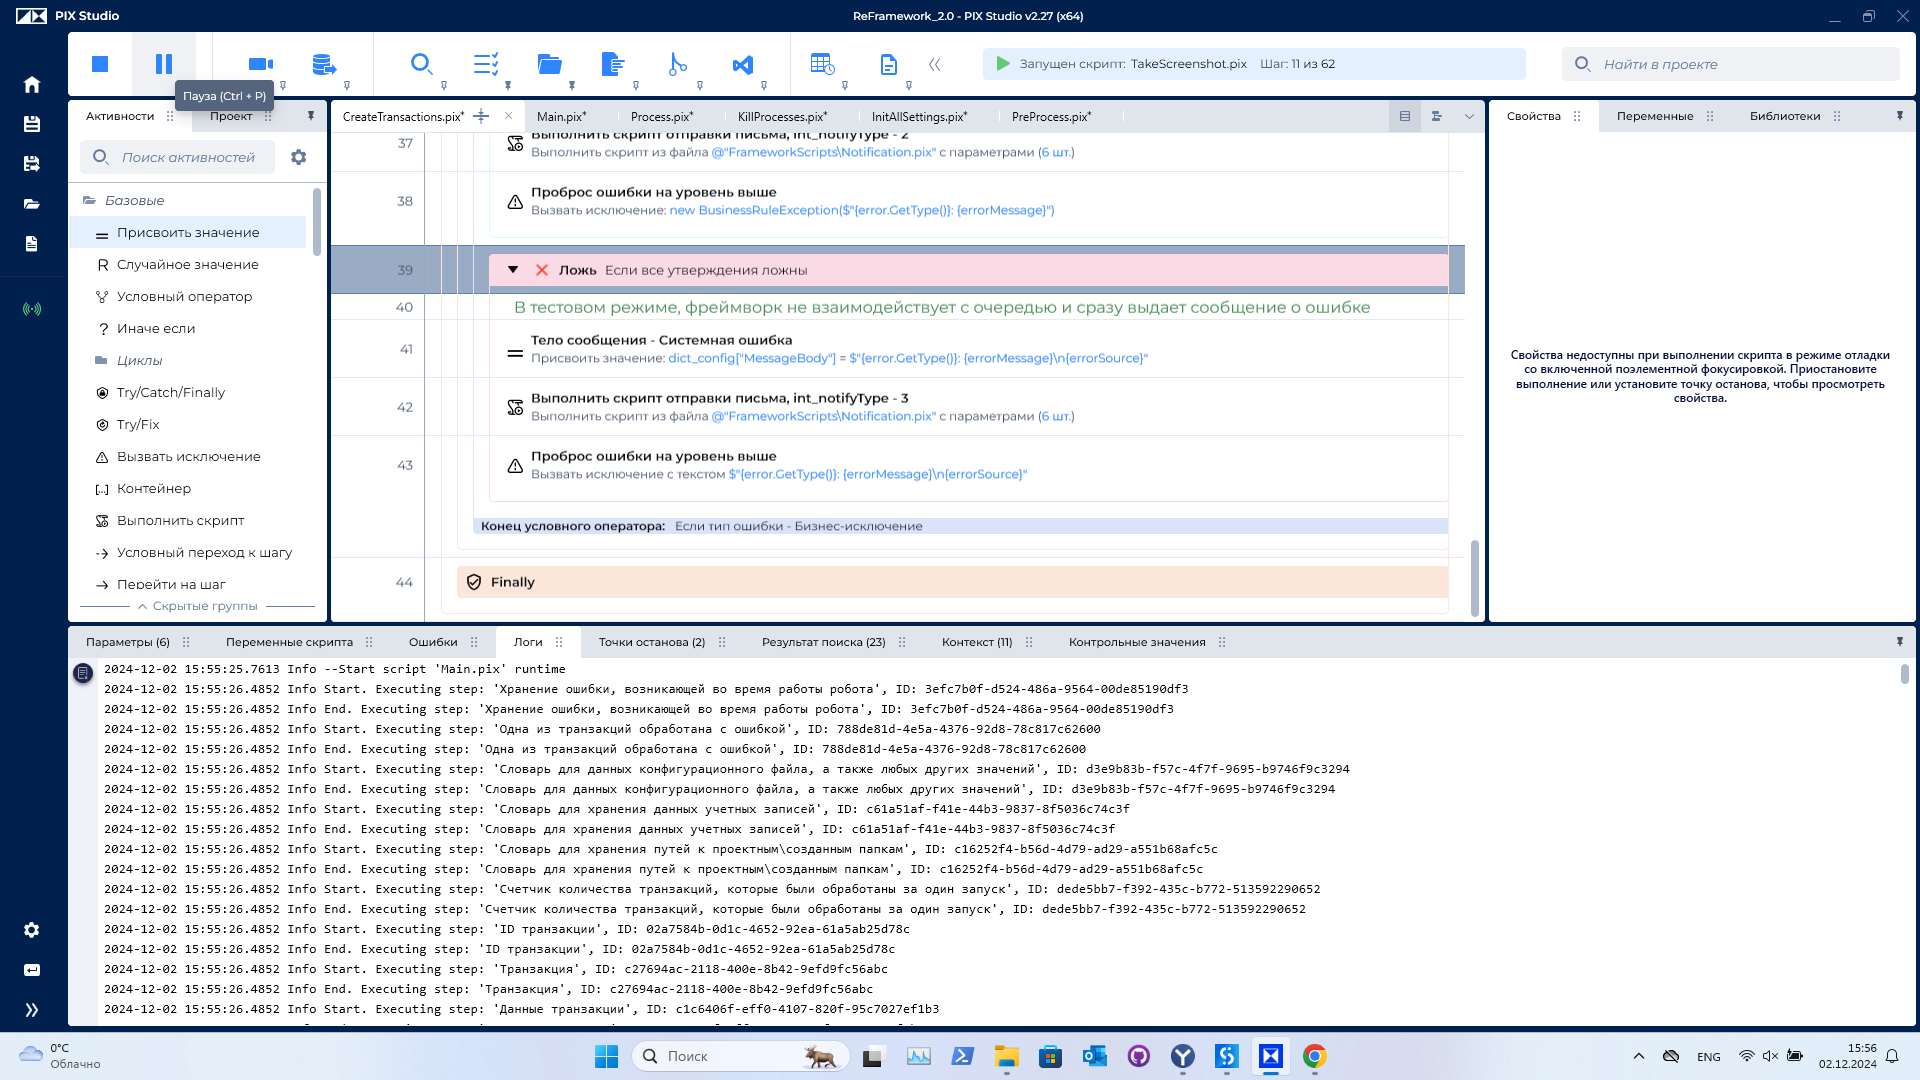 PIX Studio
ReFramework_2.0 - PIX Studio v2.27 (x64)
Запущен скрипт: TakeScreenshot.pix Шаг: 11 из 62
Найти в проекте
Пауза (Ctrl + P)
Активности
Проект
Поиск активностей
Базовые
Присвоить значение
Случайное значение
Условный оператор
Иначе если
Циклы
Try/Catch/Finally
Try/Fix
Вызвать исключение
Контейнер
Выполнить скрипт
Условный переход к шагу
Перейти на шаг
Скрытые группы
CreateTransactions.pix*
Main.pix*
Process.pix*
KillProcesses.pix*
InitAllSettings.pix*
PreProcess.pix*
37
Выполнить скрипт отправки письма, int_notifyType - 2
Выполнить скрипт из файла @"FrameworkScripts\Notification.pix" с параметрами (6 шт.)
38
Проброс ошибки на уровень выше
Вызвать исключение: new BusinessRuleException($"{error.GetType()}: {errorMessage}")
39
Ложь Если все утверждения ложны
40
В тестовом режиме, фреймворк не взаимодействует с очередью и сразу выдает сообщение о ошибке
41
Тело сообщения - Системная ошибка
Присвоить значение: dict_config["MessageBody"] = $"{error.GetType()}: {errorMessage}\n{errorSource}"
42
Выполнить скрипт отправки письма, int_notifyType - 3
Выполнить скрипт из файла @"FrameworkScripts\Notification.pix" с параметрами (6 шт.)
43
Проброс ошибки на уровень выше
Вызвать исключение с текстом $"{error.GetType()}: {errorMessage}\n{errorSource}"
Конец условного оператора: Если тип ошибки - Бизнес-исключение
44
Finally
Свойства
Переменные
Библиотеки
Свойства недоступны при выполнении скрипта в режиме отладки
со включенной поэлементной фокусировкой. Приостановите
выполнение или установите точку останова, чтобы просмотреть
свойства.
Параметры (6)
Переменные скрипта
Ошибки
Логи
Точки останова (2)
Результат поиска (23)
Контекст (11)
Контрольные значения
2024-12-02 15:55:25.7613 Info --Start script 'Main.pix' runtime
2024-12-02 15:55:26.4852 Info Start. Executing step: 'Хранение ошибки, возникающей во время работы робота', ID: 3efc7b0f-d524-486a-9564-00de85190df3
2024-12-02 15:55:26.4852 Info End. Executing step: 'Хранение ошибки, возникающей во время работы робота', ID: 3efc7b0f-d524-486a-9564-00de85190df3
2024-12-02 15:55:26.4852 Info Start. Executing step: 'Одна из транзакций обработана с ошибкой', ID: 788de81d-4e5a-4376-92d8-78c817c62600
2024-12-02 15:55:26.4852 Info End. Executing step: 'Одна из транзакций обработана с ошибкой', ID: 788de81d-4e5a-4376-92d8-78c817c62600
2024-12-02 15:55:26.4852 Info Start. Executing step: 'Словарь для данных конфигурационного файла, а также любых других значений', ID: d3e9b83b-f57c-4f7f-9695-b9746f9c3294
2024-12-02 15:55:26.4852 Info End. Executing step: 'Словарь для данных конфигурационного файла, а также любых других значений', ID: d3e9b83b-f57c-4f7f-9695-b9746f9c3294
2024-12-02 15:55:26.4852 Info Start. Executing step: 'Словарь для хранения данных учетных записей', ID: c61a51af-f41e-44b3-9837-8f5036c74c3f
2024-12-02 15:55:26.4852 Info End. Executing step: 'Словарь для хранения данных учетных записей', ID: c61a51af-f41e-44b3-9837-8f5036c74c3f
2024-12-02 15:55:26.4852 Info Start. Executing step: 'Словарь для хранения путей к проектным\созданным папкам', ID: c16252f4-b56d-4d79-ad29-a551b68afc5c
2024-12-02 15:55:26.4852 Info End. Executing step: 'Словарь для хранения путей к проектным\созданным папкам', ID: c16252f4-b56d-4d79-ad29-a551b68afc5c
2024-12-02 15:55:26.4852 Info Start. Executing step: 'Счетчик количества транзакций, которые были обработаны за один запуск', ID: dede5bb7-f392-435c-b772-513592290652
2024-12-02 15:55:26.4852 Info End. Executing step: 'Счетчик количества транзакций, которые были обработаны за один запуск', ID: dede5bb7-f392-435c-b772-513592290652
2024-12-02 15:55:26.4852 Info Start. Executing step: 'ID транзакции', ID: 02a7584b-0d1c-4652-92ea-61a5ab25d78c
2024-12-02 15:55:26.4852 Info End. Executing step: 'ID транзакции', ID: 02a7584b-0d1c-4652-92ea-61a5ab25d78c
2024-12-02 15:55:26.4852 Info Start. Executing step: 'Транзакция', ID: c27694ac-2118-400e-8b42-9efd9fc56abc
2024-12-02 15:55:26.4852 Info End. Executing step: 'Транзакция', ID: c27694ac-2118-400e-8b42-9efd9fc56abc
2024-12-02 15:55:26.4852 Info Start. Executing step: 'Данные транзакции', ID: c1c6406f-eff0-4107-820f-95c7027ef1b3
0°C
Облачно
Поиск
ENG
15:56
02.12.2024